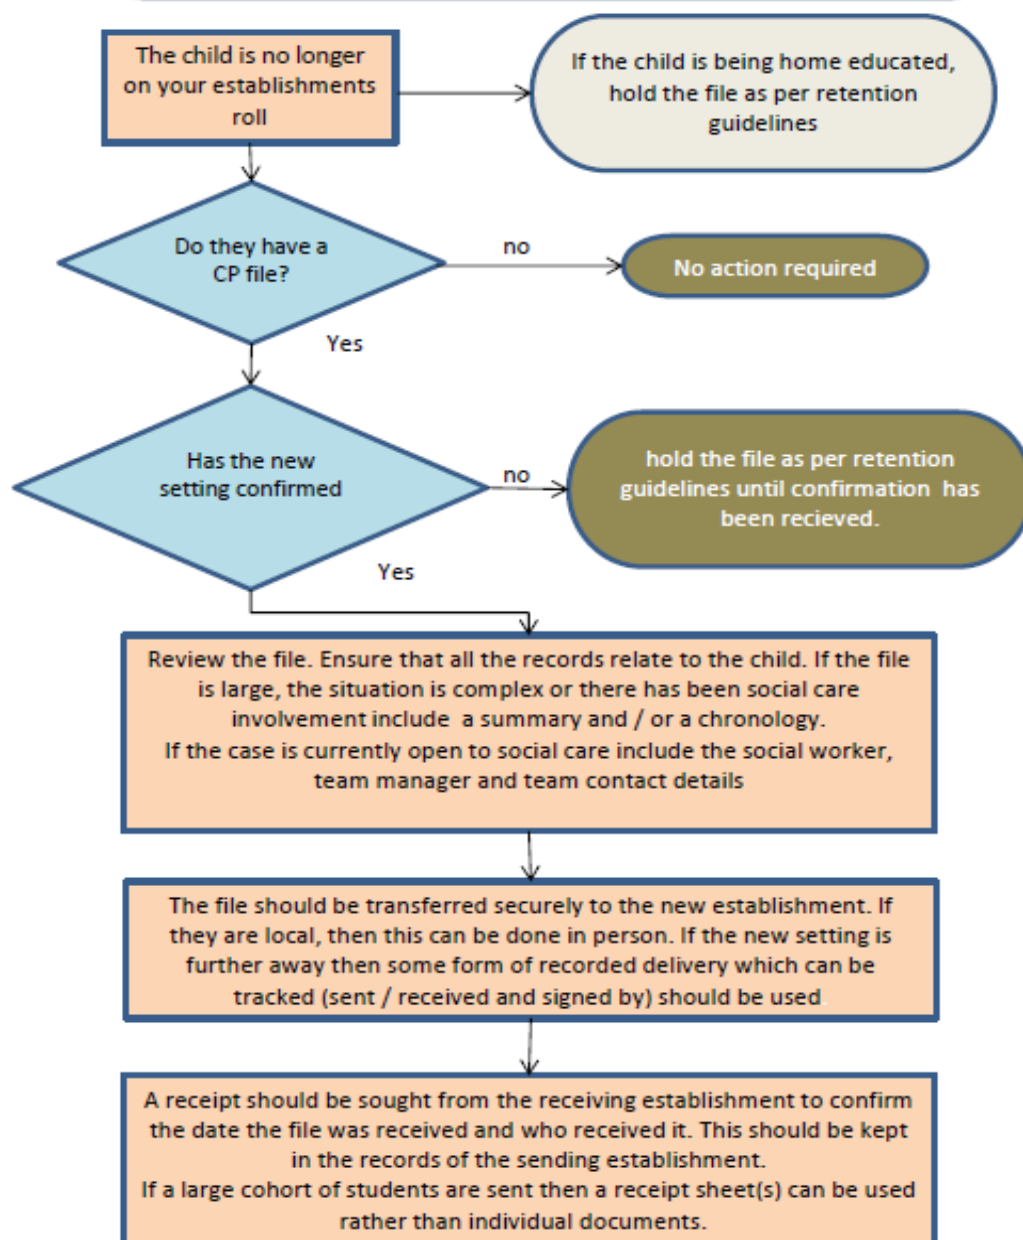 The child is no longer
on your establishments
roll
If the child is being home educated,
hold the file as per retention
guidelines
Do they have a
CP file?
no
No action required
Yes
Has the new
setting confirmed
no
hold the file as per retention
guidelines until confirmation has
been recieved.
Yes
Review the file. Ensure that all the records relate to the child. If the file
is large, the situation is complex or there has been social care
involvement include a summary and / or a chronology.
If the case is currently open to social care include the social worker,
team manager and team contact details
The file should be transferred securely to the new establishment. If
they are local, then this can be done in person. If the new setting is
further away then some form of recorded delivery which can be
tracked (sent / received and signed by) should be used
A receipt should be sought from the receiving establishment to confirm
the date the file was received and who received it. This should be kept
in the records of the sending establishment.
If a large cohort of students are sent then a receipt sheet(s) can be used
rather than individual documents.